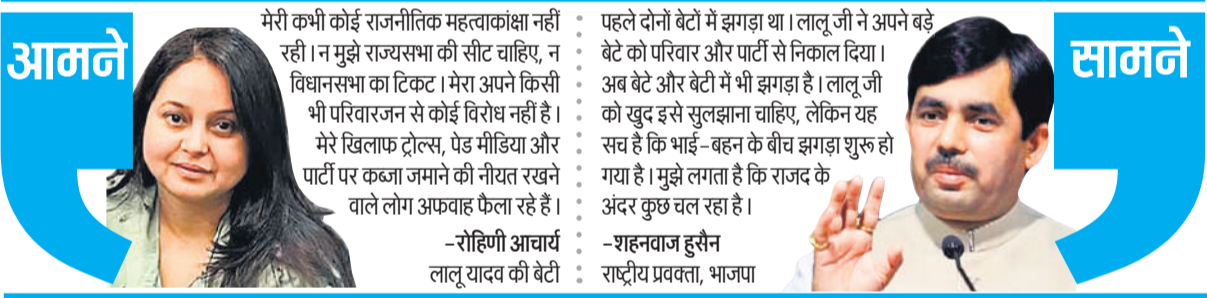 आमने
मेरी कभी कोई राजनीतिक महत्वाकांक्षा नहीं
रही। न मुझे राज्यसभा की सीट चाहिए, न
विधानसभा का टिकट। मेरा अपने किसी
भी परिवारजन से कोई विरोध नहीं है।
मेरे खिलाफ ट्रोल्स, पेड मीडिया और
पार्टी पर कब्जा जमाने की नीयत रखने
वाले लोग अफवाह फैला रहे हैं।
-रोहिणी आचार्य
लालू यादव की बेटी
पहले दोनों बेटों में झगड़ा था। लालू जी ने अपने बड़े
बेटे को परिवार और पार्टी से निकाल दिया।
अब बेटे और बेटी में भी झगड़ा है। लालू जी
को खुद इसे सुलझाना चाहिए, लेकिन यह
सच है कि भाई-बहन के बीच झगड़ा शुरू हो
गया है। मुझे लगता है कि राजद के
अंदर कुछ चल रहा है।
-शहनवाज हुसैन
राष्ट्रीय प्रवक्ता, भाजपा
सामने